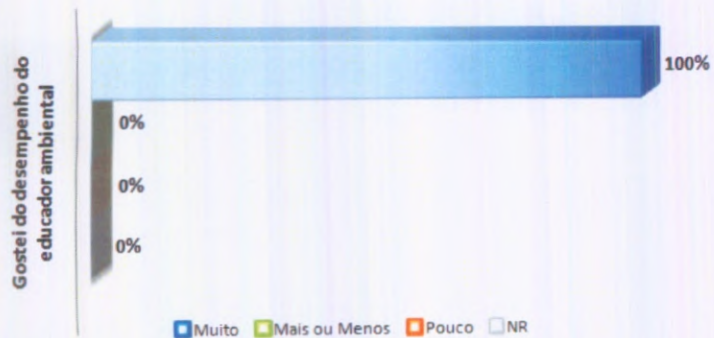 Gostei do desempenho do
educador ambiental
100%
0%
0%
0%
Muito Mais ou Menos Pouco NR